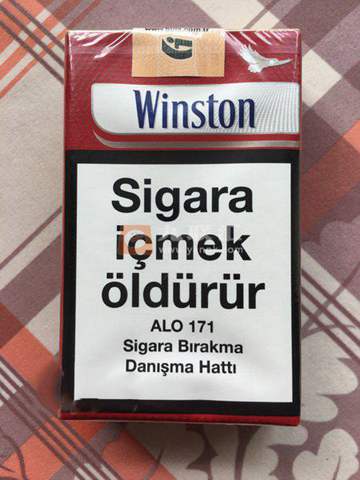 Winston
Sigara
içmek
öldürür
ALO 171
Sigara Bırakma
Danışma Hattı